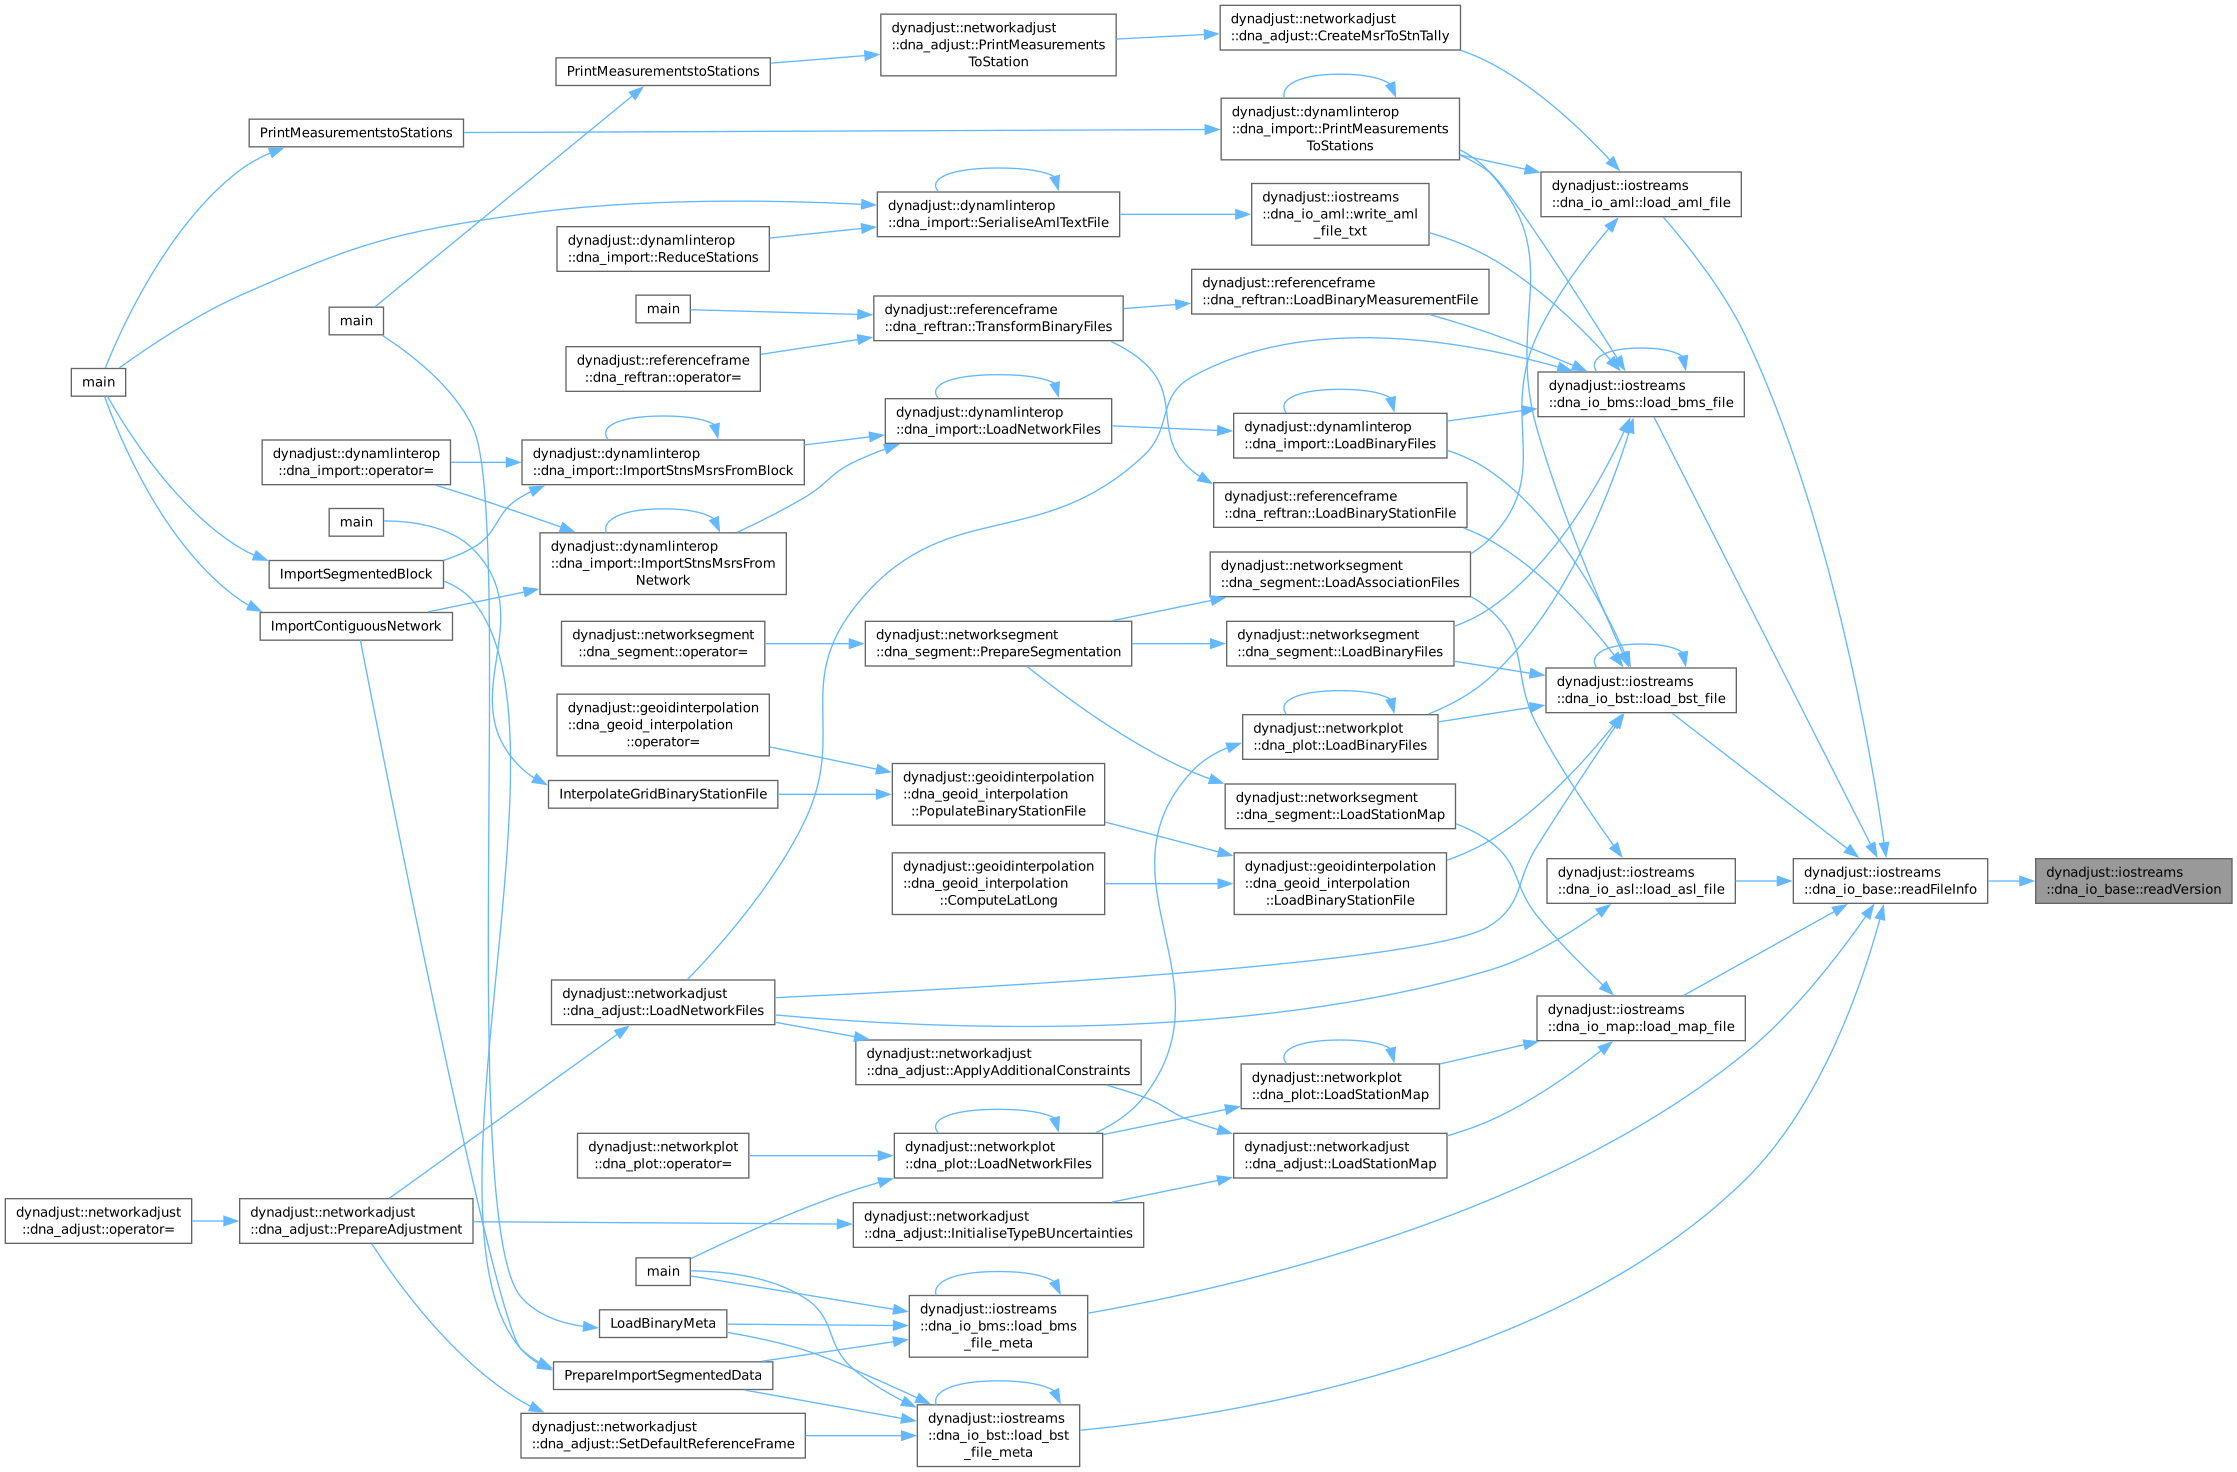 dynadjust::networkadjust
::dna_adjust::operator=
main
PrintMeasurementstoStations
dynadjust::dynamlinterop
::dna_import::operator=
ImportSegmentedBlock
ImportContiguousNetwork
dynadjust::networkadjust
::dna_adjust::PrepareAdjustment
main
main
PrintMeasurementstoStations
dynadjust::dynamlinterop
::dna_import::ReduceStations
main
dynadjust::referenceframe
::dna_reftran::operator=
dynadjust::dynamlinterop
::dna_import::ImportStnsMsrsFromBlock
dynadjust::dynamlinterop
::dna_import::ImportStnsMsrsFrom
Network
dynadjust::networksegment
::dna_segment::operator=
dynadjust::geoidinterpolation
::dna_geoid_interpolation
::operator=
InterpolateGridBinaryStationFile
dynadjust::networkadjust
::dna_adjust::LoadNetworkFiles
dynadjust::networkplot
::dna_plot::operator=
main
LoadBinaryMeta
PrepareImportSegmentedData
dynadjust::networkadjust
::dna_adjust::SetDefaultReferenceFrame
dynadjust::networkadjust
::dna_adjust::PrintMeasurements
ToStation
dynadjust::dynamlinterop
::dna_import::SerialiseAmlTextFile
dynadjust::referenceframe
::dna_reftran::TransformBinaryFiles
dynadjust::dynamlinterop
::dna_import::LoadNetworkFiles
dynadjust::networksegment
::dna_segment::PrepareSegmentation
dynadjust::geoidinterpolation
::dna_geoid_interpolation
::PopulateBinaryStationFile
dynadjust::geoidinterpolation
::dna_geoid_interpolation
::ComputeLatLong
dynadjust::networkadjust
::dna_adjust::ApplyAdditionalConstraints
dynadjust::networkplot
::dna_plot::LoadNetworkFiles
dynadjust::networkadjust
::dna_adjust::InitialiseTypeBUncertainties
dynadjust::iostreams
::dna_io_bms::load_bms
_file_meta
dynadjust::iostreams
::dna_io_bst::load_bst
_file_meta
dynadjust::networkadjust
::dna_adjust::CreateMsrToStnTally
dynadjust::dynamlinterop
::dna_import::PrintMeasurements
ToStations
dynadjust::iostreams
::dna_io_aml::write_aml
_file_txt
dynadjust::referenceframe
::dna_reftran::LoadBinaryMeasurementFile
dynadjust::dynamlinterop
::dna_import::LoadBinaryFiles
dynadjust::referenceframe
::dna_reftran::LoadBinaryStationFile
dynadjust::networksegment
::dna_segment::LoadAssociationFiles
dynadjust::networksegment
::dna_segment::LoadBinaryFiles
dynadjust::networkplot
::dna_plot::LoadBinaryFiles
dynadjust::networksegment
::dna_segment::LoadStationMap
dynadjust::geoidinterpolation
::dna_geoid_interpolation
::LoadBinaryStationFile
dynadjust::networkplot
::dna_plot::LoadStationMap
dynadjust::networkadjust
::dna_adjust::LoadStationMap
dynadjust::iostreams
::dna_io_aml::load_aml_file
dynadjust::iostreams
::dna_io_bms::load_bms_file
dynadjust::iostreams
::dna_io_bst::load_bst_file
dynadjust::iostreams
::dna_io_asl::load_asl_file
dynadjust::iostreams
::dna_io_map::load_map_file
dynadjust::iostreams
::dna_io_base::readFileInfo
dynadjust::iostreams
::dna_io_base::readVersion